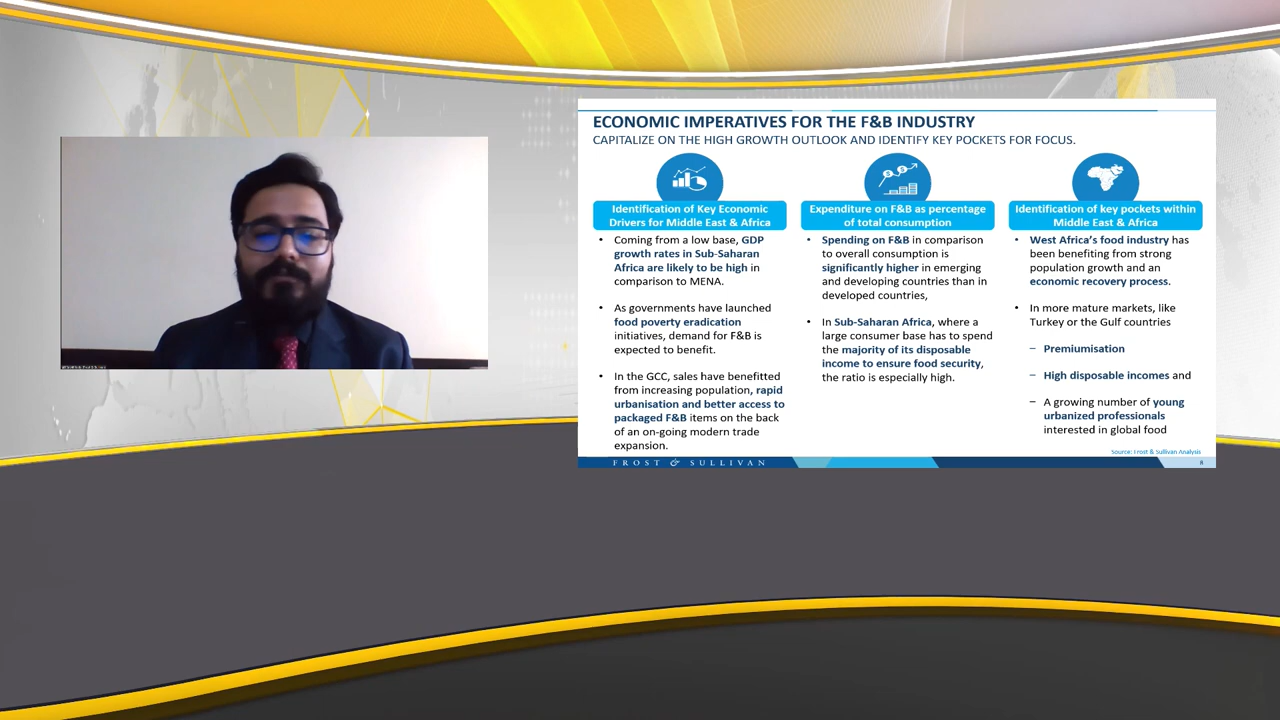 ECONOMIC IMPERATIVES FOR THE F&B INDUSTRY
CAPITALIZE ON THE HIGH GROWTH OUTLOOK AND IDENTIFY KEY POCKETS FOR FOCUS.
Identification of Key Economic
Drivers for Middle East & Africa
• Coming from a low base, GDP
growth rates in Sub-Saharan
Africa are likely to be high in
comparison to MENA.
• As governments have launched
food poverty eradication
initiatives, demand for F&B is
expected to benefit.
• In the GCC, sales have benefitted
from increasing population, rapid
urbanisation and better access to
packaged F&B items on the back
of an on-going modern trade
expansion.
Expenditure on F&B as percentage
of total consumption
• Spending on F&B in comparison
to overall consumption is
significantly higher in emerging
and developing countries than in
developed countries,
• In Sub-Saharan Africa, where a
large consumer base has to spend
the majority of its disposable
income to ensure food security,
the ratio is especially high.
Identification of key pockets within
Middle East & Africa
• West Africa's food industry has
been benefiting from strong
population growth and an
economic recovery process.
• In more mature markets, like
Turkey or the Gulf countries
– Premiumisation
– High disposable incomes and
– A growing number of young
urbanized professionals
interested in global food
Source: Frost & Sullivan Analysis
FROST & SULLIVAN
8